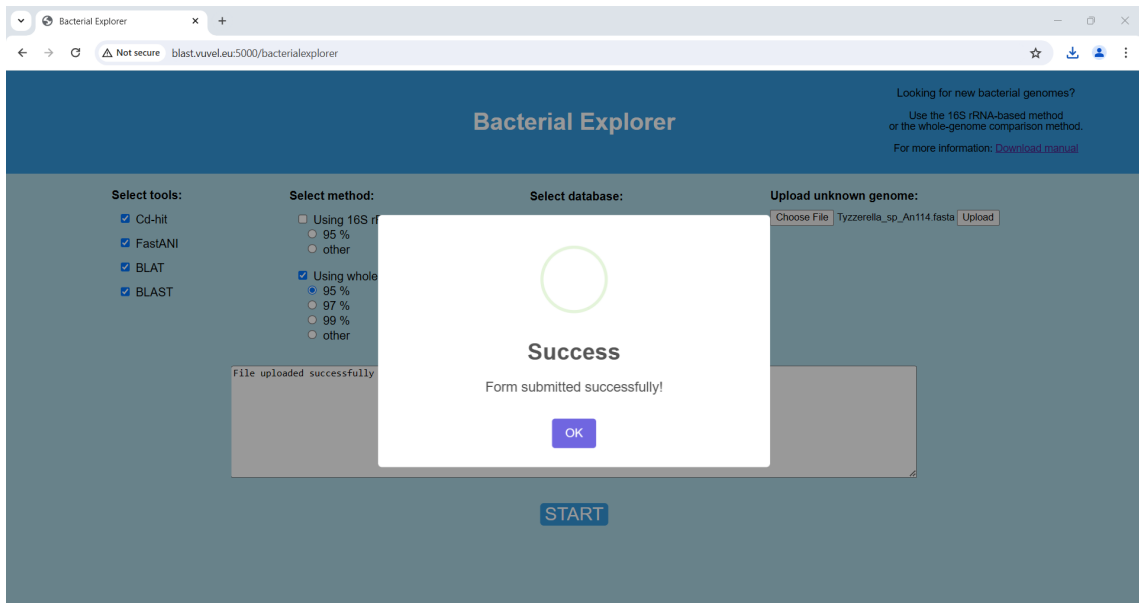 Bacterial Explorer
Not secure blast.vuvel.eu:5000/bacterialexplorer
Bacterial Explorer
Looking for new bacterial genomes?
Use the 16S rRNA-based method
or the whole-genome comparison method.
For more information: Download manual
Select tools:
Cd-hit
FastANI
BLAT
BLAST
Select method:
Using 16S
95 %
other
Using whole
95 %
97 %
99 %
other
Select database:
Upload unknown genome:
Choose File Tyzzerella_sp_An114.fasta Upload
Success
Form submitted successfully!
OK
File uploaded successfully
START